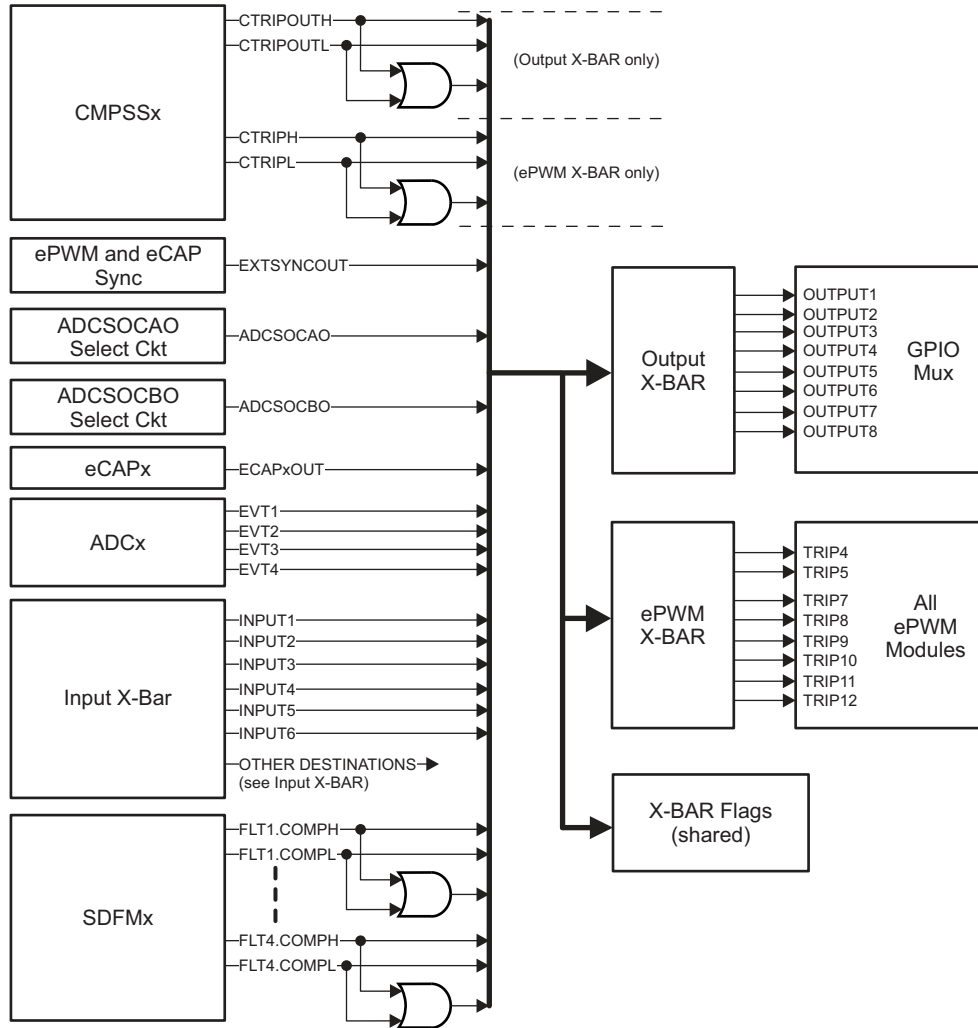 CMPSSx
CTRIPOUTH
CTRIPOUTL
(Output X-BAR only)
CTRIPH
CTRIPL
(ePWM X-BAR only)
ePWM and eCAP
Sync
EXTSYNCOUT
ADCSOCAO
Select Ckt
ADCSOCAO
ADCSOCBO
Select Ckt
ADCSOCBO
eCAPx
ECAPxOUT
ADCx
EVT1
EVT2
EVT3
EVT4
Input X-Bar
INPUT1
INPUT2
INPUT3
INPUT4
INPUT5
INPUT6
OTHER DESTINATIONS
(see Input X-BAR)
SDFMx
FLT1.COMPH
FLT1.COMPL
FLT4.COMPH
FLT4.COMPL
Output
X-BAR
OUTPUT1
OUTPUT2
OUTPUT3
OUTPUT4
OUTPUT5
OUTPUT6
OUTPUT7
OUTPUT8
GPIO
Mux
ePWM
X-BAR
TRIP4
TRIP5
TRIP7
TRIP8
TRIP9
TRIP10
TRIP11
TRIP12
All
ePWM
Modules
X-BAR Flags
(shared)